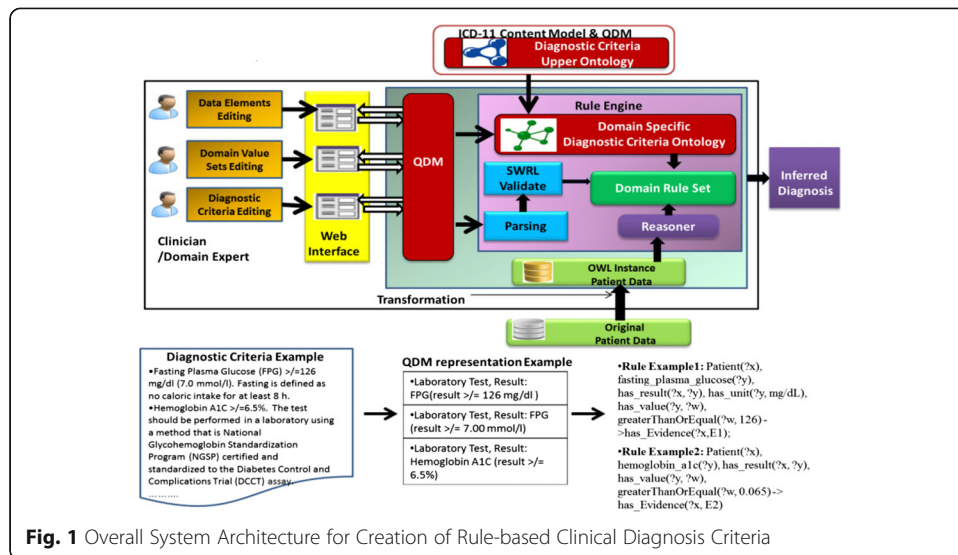 ICD-11 Content Model & QDM
Diagnostic Criteria
Upper Ontology
Rule Engine
Data Elements
Editing
Domain Value
Sets Editing
Diagnostic
Criteria Editing
Clinician
/Domain Expert
Web
Interface
QDM
Domain Specific
Diagnostic Criteria Ontology
SWRL
Validate
Parsing
Domain Rule Set
Reasoner
Inferred
Diagnosis
OWL Instance
Patient Data
Transformation
Original
Patient Data
Diagnostic Criteria Example
•Fasting Plasma Glucose (FPG) >/=126
mg/dl (7.0 mmol/l). Fasting is defined as
no caloric intake for at least 8 h.
•Hemoglobin A1C >/=6.5%. The test
should be performed in a laboratory using
a method that is National
Glycohemoglobin Standardization
Program (NGSP) certified and
standardized to the Diabetes Control and
Complications Trial (DCCT) assay.
..........
QDM representation Example
•Laboratory Test, Result:
FPG(result >/= 126 mg/dl )
•Laboratory Test, Result: FPG
(result >/= 7.00 mmol/l)
•Laboratory Test, Result:
Hemoglobin A1C (result >/=
6.5%)
•Rule Example1: Patient(?x),
fasting_plasma_glucose(?y),
has_result(?x, ?y), has_unit(?y, mg/dL),
has_value(?y, ?w),
greaterThanOrEqual(?w, 126) -
>has_Evidence(?x,E1);
•Rule Example2: Patient(?x),
hemoglobin_a1c(?y), has_result(?x, ?y),
has_value(?y, ?w),
greaterThanOrEqual(?w, 0.065)->
has_Evidence(?x, E2)
Fig. 1 Overall System Architecture for Creation of Rule-based Clinical Diagnosis Criteria